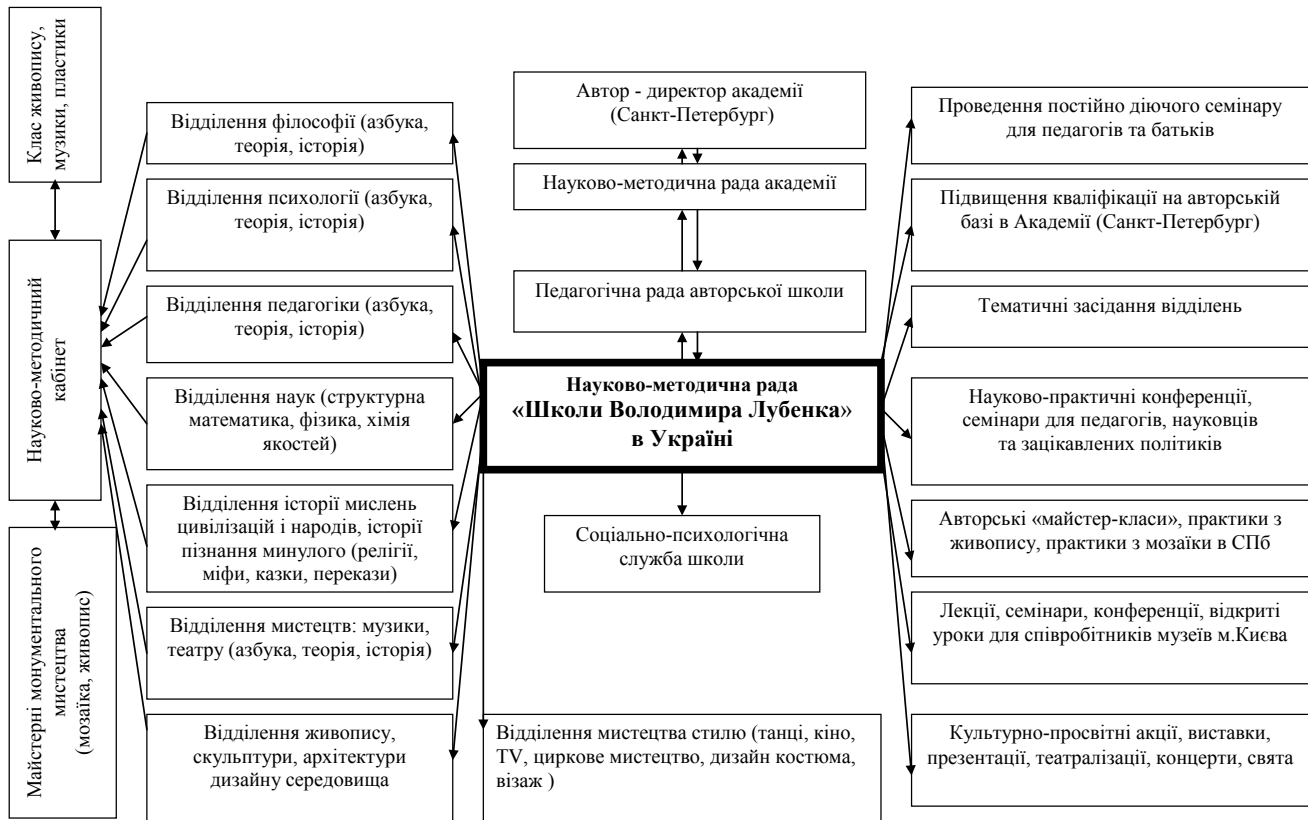 Клас живопису,
музики, пластики
Науково-методичний
кабінет
Майстерні монументального
мистецтва
(мозаїка, живопис)
Відділення філософії (азбука,
теорія, історія)
Відділення психології (азбука,
теорія, історія)
Відділення педагогіки (азбука,
теорія, історія)
Відділення наук (структурна
математика, фізика, хімія
якостей)
Відділення історії мислень
цивілізацій і народів, історії
пізнання минулого (релігії,
міфи, казки, перекази)
Відділення мистецтв: музики,
театру (азбука, теорія, історія)
Відділення живопису,
скульптури, архітектури
дизайну середовища
Автор - директор академії
(Санкт-Петербург)
Науково-методична рада академії
Педагогічна рада авторської школи
Науково-методична рада
«Школи Володимира Лубенка»
в Україні
Соціально-психологічна
служба школи
Відділення мистецтва стилю (танці, кіно,
TV, циркове мистецтво, дизайн костюма,
візаж )
Проведення постійно діючого семінару
для педагогів та батьків
Підвищення кваліфікації на авторській
базі в Академії (Санкт-Петербург)
Тематичні засідання відділень
Науково-практичні конференції,
семінари для педагогів, науковців
та зацікавлених політиків
Авторські «майстер-класи», практики з
живопису, практики з мозаїки в СПб
Лекції, семінари, конференції, відкриті
уроки для співробітників музеїв м.Києва
Культурно-просвітні акції, виставки,
презентації, театралізації, концерти, свята